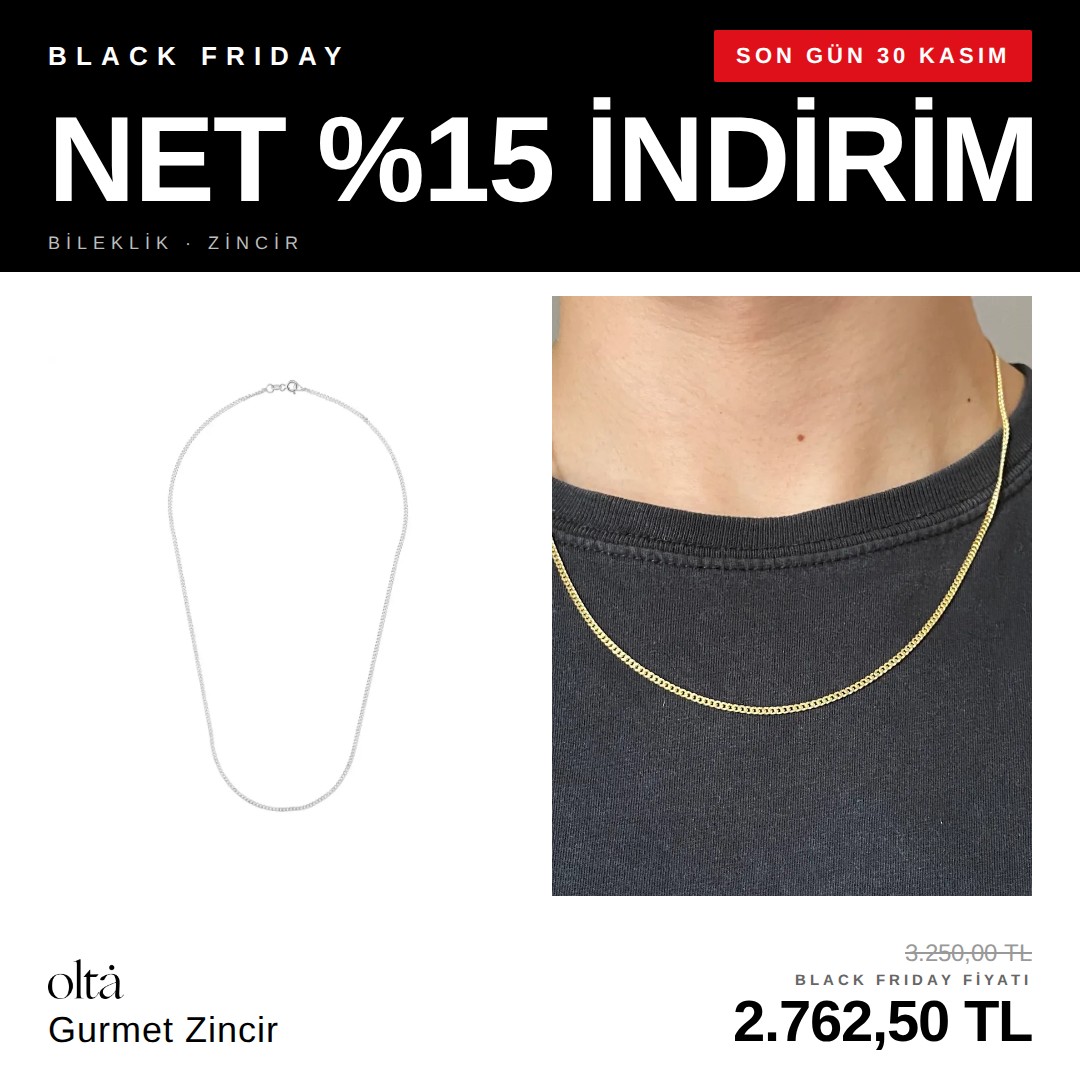 BLACK FRIDAY
SON GÜN 30 KASIM
NET %15 İNDİRİM
BİLEKLİK · ZİNCİR
olta
Gurmet Zincir
3.250,00 TL
BLACK FRIDAY FİYATI
2.762,50 TL